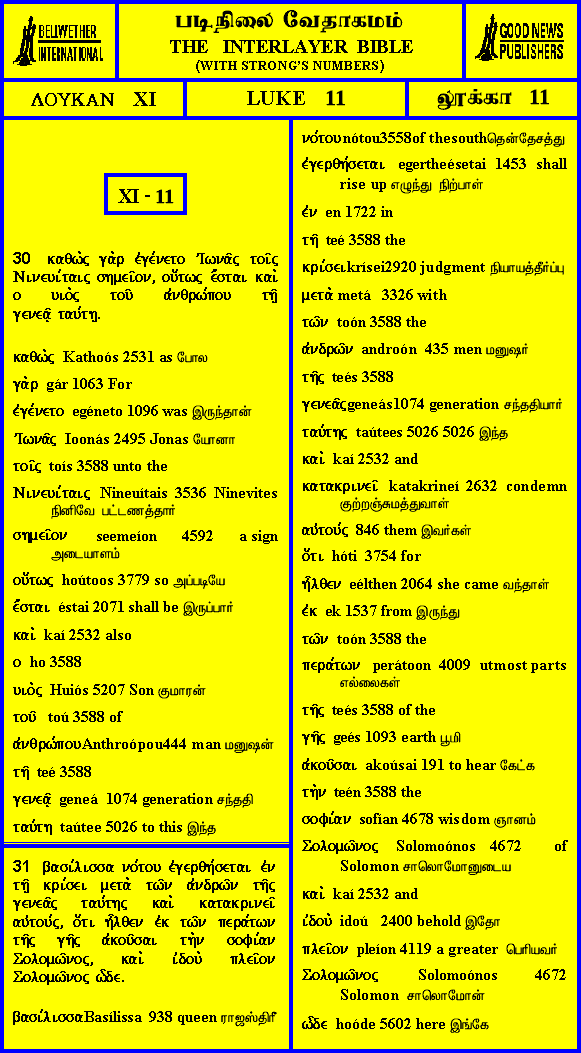 BELLWETHER
INTERNATIONAL
படிநிலை வேதாகமம்
THE INTERLAYER BIBLE
(WITH STRONG'S NUMBERS)
GOOD NEWS
PUBLISHERS
ΛΟΥΚΑΝ XI
LUKE 11
லூக்கா 11
XI - 11
30 καθὼς γὰρ ἐγένετο Ἰωνᾶς τοῖς
Νινευίταις σημεῖον, οὕτως ἔσται καὶ
ο υιὸς τοῦ ἀνθρώπου τῇ
γενεᾷ ταύτῃ.
καθὼς Kathoós 2531 as போல
γὰρ gár 1063 For
ἐγένετο egéneto 1096 was இருந்தான்
Ἰωνᾶς Ioonás 2495 Jonas யோனா
τοῖς toís 3588 unto the
Νινευίταις Nineuítais 3536 Ninevites
நினிவே பட்டணத்தார்
σημεῖον seemeíon 4592 a sign
அடையாளம்
οὕτως hoútoos 3779 so அப்படியே
ἔσται éstai 2071 shall be இருப்பார்
καὶ kaí 2532 also
ο ho 3588
υιὸς Huiós 5207 Son குமாரன்
τοῦ toú 3588 of
ἀνθρώπου Anthroópou444 man மனுஷன்
τῇ teé 3588
γενεᾷ geneá 1074 generation சந்ததி
ταύτῃ taútee 5026 to this இந்த
31 βασίλισσα νότου ἐγερθήσεται ἐν
τῇ κρίσει μετὰ τῶν ἀνδρῶν τῆς
γενεᾶς ταύτης καὶ κατακρινεῖ
αὐτούς, ὅτι ἦλθεν ἐκ τῶν περάτων
τῆς γῆς ἀκοῦσαι τὴν σοφίαν
Σολομῶνος, καὶ ἰδοὺ πλεῖον
Σολομῶνος ὧδε.
βασίλισσα Basílissa 938 queen ராஜஸ்திரீ
νότου nótou3558of the southதென்தேசத்து
ἐγερθήσεται egertheésetai 1453 shall
rise up எழுந்து நிற்பாள்
ἐν en 1722 in
τῇ teé 3588 the
κρίσει krísei2920 judgment நியாயத்தீர்ப்பு
μετὰ metá 3326 with
τῶν toón 3588 the
ἀνδρῶν androón 435 men மனுஷர்
τῆς teés 3588
γενεᾶς geneás1074 generation சந்ததியார்
ταύτης taútees 5026 5026 இந்த
καὶ kaí 2532 and
κατακρινεῖ katakrineí 2632 condemn
குற்றஞ்சுமத்துவாள்
αὐτούς 846 them இவர்கள்
ὅτι hóti 3754 for
ἦλθεν eélthen 2064 she came வந்தாள்
ἐκ ek 1537 from இருந்து
τῶν toón 3588 the
περάτων perátoon 4009 utmost parts
எல்லைகள்
τῆς teés 3588 of the
γῆς geés 1093 earth பூமி
ἀκοῦσαι akoúsai 191 to hear கேட்க
τὴν teén 3588 the
σοφίαν sofían 4678 wisdom ஞானம்
Σολομῶνος Solomoónos 4672 of
Solomon சாலொமோனுடைய
καὶ kaí 2532 and
ἰδοὺ idoú 2400 behold இதோ
πλεῖον pleíon 4119 a greater பெரியவர்
Σολομῶνος Solomoónos 4672
Solomon சாலொமோன்
ὧδε hoóde 5602 here இங்கே